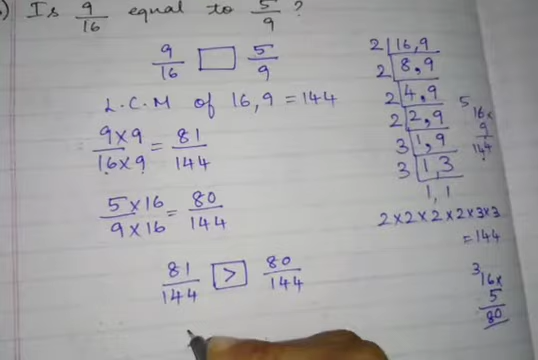 ) Is 9/16 equal to 5/9 ?
9/16 □ 5/9
L.C.M of 16, 9 = 144
9×9/16×9 = 81/144
5×16/9×16 = 80/144
81/144 > 80/144
2 | 16, 9
2 | 8, 9
2 | 4, 9
2 | 2, 9
3 | 1, 9
3 | 1, 3
1, 1
2×2×2×2×3×3
= 144
5
16×
9
144
3
16×
5
80